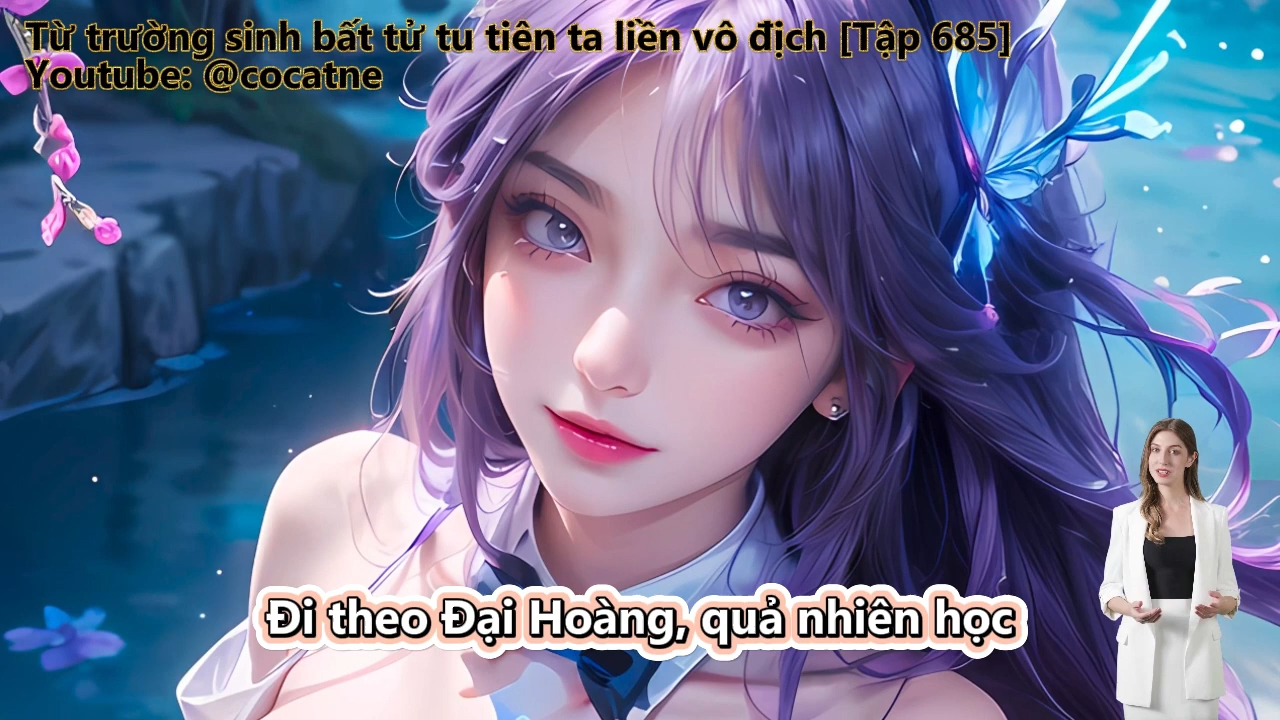 Từ trường sinh bất tử tu tiên ta liền vô địch [Tập 685]
Youtube: @cocatne
Đi theo Đại Hoàng, quả nhiên học